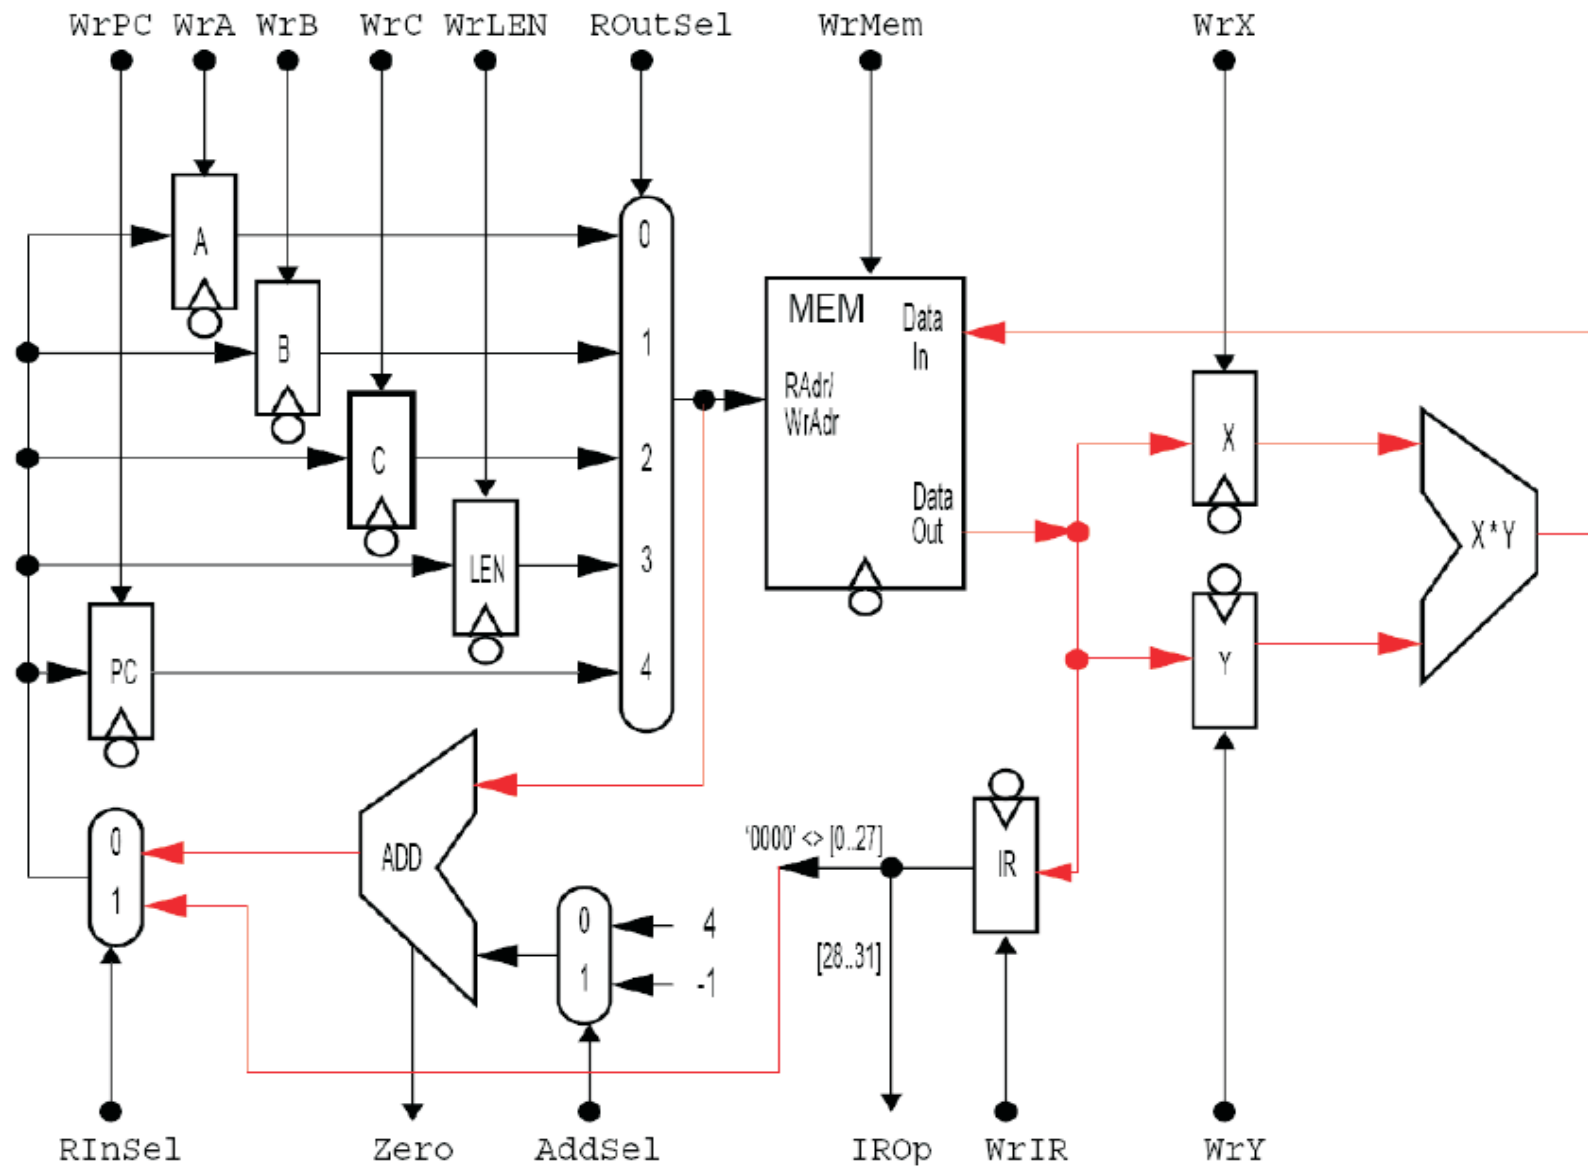 WrPC WrA WrB WrC WrLEN ROutSel WrMem WrX
A
0
B
1
MEM
Data
In
RAdr/
WrAdr
C
2
X
Data
Out
LEN
3
X*Y
PC
4
Y
0
1
ADD
'0000' <> [0..27]
IR
0
1
4
-1
[28..31]
RInSel Zero AddSel IROp WrIR WrY